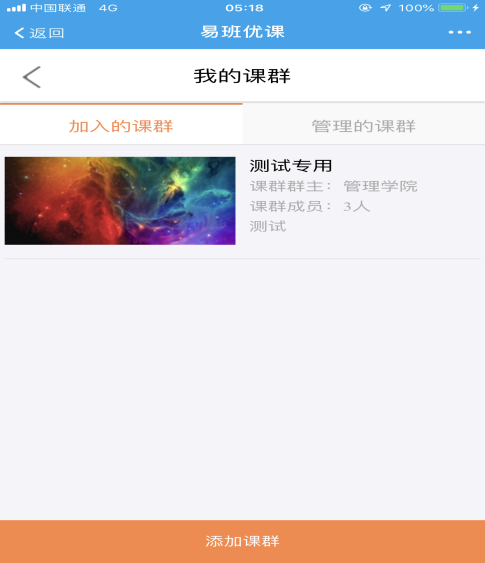 中国联通 4G 05:18 100%
返回 易班优课
我的课群
加入的课群 管理的课群
测试专用
课群群主：管理学院
课群成员：3人
测试
添加课群